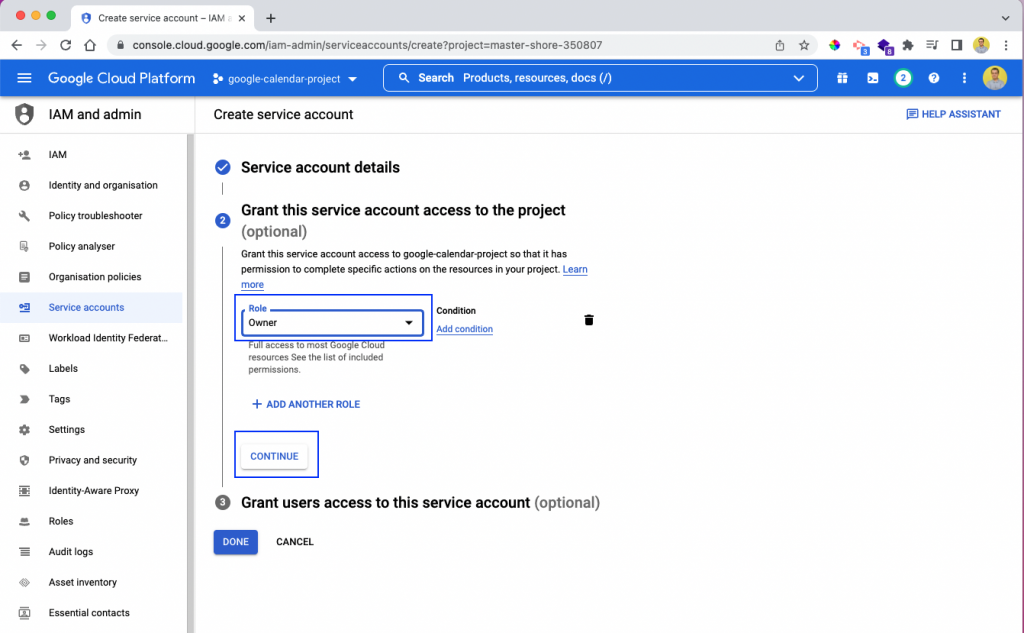 Create service account – IAM a
console.cloud.google.com/iam-admin/serviceaccounts/create?project=master-shore-350807
3
8
Google Cloud Platform
google-calendar-project
Search Products, resources, docs (/)
2
IAM and admin
Create service account
HELP ASSISTANT
IAM
Identity and organisation
Policy troubleshooter
Policy analyser
Organisation policies
Service accounts
Workload Identity Federat...
Labels
Tags
Settings
Privacy and security
Identity-Aware Proxy
Roles
Audit logs
Asset inventory
Essential contacts
Service account details
2
Grant this service account access to the project
(optional)
Grant this service account access to google-calendar-project so that it has
permission to complete specific actions on the resources in your project. Learn
more
Role
Owner
Condition
Add condition
Full access to most Google Cloud
resources See the list of included
permissions.
+ ADD ANOTHER ROLE
CONTINUE
3
Grant users access to this service account (optional)
DONE
CANCEL